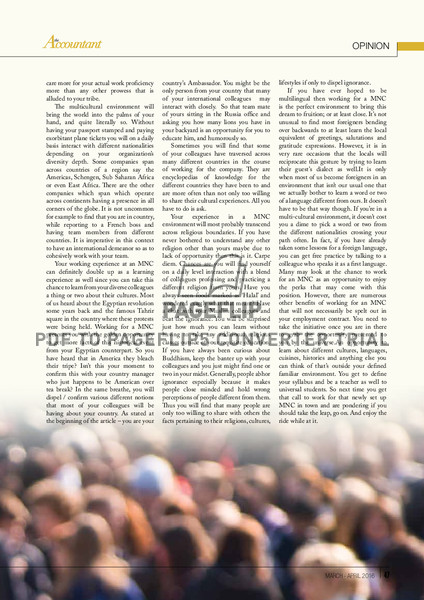 the
Accountant
OPINION
care more for your actual work proficiency
more than any other prowess that is
alluded to your tribe.
The multicultural environment will
bring the world into the palms of your
hand, and quite literally so. Without
having your passport stamped and paying
exorbitant plane tickets you will on a daily
basis interact with different nationalities
depending on your organization's
diversity depth. Some companies span
across countries of a region say the
Americas, Schengen, Sub Saharan Africa
or even East Africa. There are the other
companies which span which operate
across continents having a presence in all
corners of the globe. It is not uncommon
for example to find that you are in country,
while reporting to a French boss and
having team members from different
countries. It is imperative in this context
to have an international demeanor so as to
cohesively work with your team.
Your working experience at an MNC
can definitely double up as a learning
experience as well since you can take this
chance to learn from your diverse colleagues
a thing or two about their cultures. Most
of us heard about the Egyptian revolution
some years back and the famous Tahrir
square in the country where these protests
were being held. Working for a MNC
from your Egyptian counterpart. So you
have heard that in America they bleach
their tripe? Isn't this your moment to
confirm this with your country manager
who just happens to be American over
tea break? In the same breathe, you will
dispel / confirm various different notions
that most of your colleagues will be
having about your country. As stated at
the beginning of the article – you are your
country's Ambassador. You might be the
only person from your country that many
of your international colleagues may
interact with closely. So that team mate
of yours sitting in the Russia office and
asking you how many lions you have in
your backyard is an opportunity for you to
educate him, and humorously so.
Sometimes you will find that some
of your colleagues have traversed across
many different countries in the course
of working for the company. They are
encyclopedias of knowledge for the
different countries they have been to and
are more often than not only too willing
to share their cultural experiences. All you
have to do is ask.
Your experience in a MNC
environment will most probably transcend
across religious boundaries. If you have
never bothered to understand any other
religion other than yours maybe due to
lack of opportunity then this is it. Carpe
diem. Chances are you will find yourself
on a daily level interaction with a blend
of colleagues professing and practicing a
different religion from yours. Have you
always seen foods marked as 'Halal' and
just how much you can learn without
If you have always been curious about
Buddhism, keep the banter up with your
colleagues and you just might find one or
two in your midst. Generally, people abhor
ignorance especially because it makes
people close minded and hold wrong
perceptions of people different from them.
Thus you will find that many people are
only too willing to share with others the
facts pertaining to their religions, cultures,
lifestyles if only to dispel ignorance.
If you have ever hoped to be
multilingual then working for a MNC
is the perfect environment to bring this
dream to fruition; or at least close. It's not
unusual to find most foreigners bending
over backwards to at least learn the local
equivalent of greetings, salutations and
gratitude expressions. However, it is in
very rare occasions that the locals will
reciprocate this gesture by trying to learn
their guest's dialect as well.It is only
when most of us become foreigners in an
environment that isn't our usual one that
we actually bother to learn a word or two
of a language different from ours. It doesn't
have to be that way though. If you're in a
multi-cultural environment, it doesn't cost
you a dime to pick a word or two from
the different nationalities crossing your
path often. In fact, if you have already
taken some lessons for a foreign language,
you can get free practice by talking to a
colleague who speaks it as a first language.
Many may look at the chance to work
for an MNC as an opportunity to enjoy
the perks that may come with this
position. However, there are numerous
other benefits of working for an MNC
that will not necessarily be spelt out in
your employment contract. You need to
take the initiative once you are in there
learn about different cultures, languages,
cuisines, histories and anything else you
can think of that's outside your defined
familiar environment. You get to define
your syllabus and be a teacher as well to
universal students. So next time you get
that call to work for that newly set up
MNC in town and are pondering if you
should take the leap, go on. And enjoy the
ride while at it.
PAGEFLIP
PDF TO PAGEFLIPS CONVERTER TRIAL
MARCH - APRIL 2016